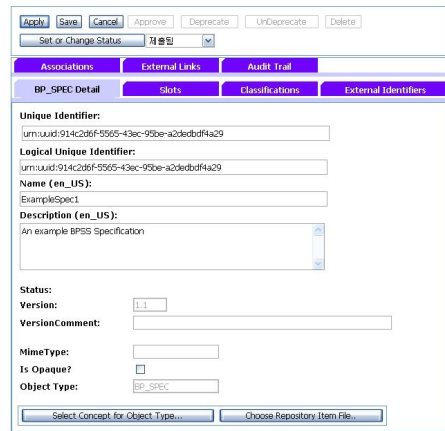 Apply Save Cancel Approve Deprecate UnDeprecate Delete
Set or Change Status 제출됨
Associations External Links Audit Trail
BP_SPEC Detail Slots Classifications External Identifiers
Unique Identifier:
urn:uuid:914c2d6f-5565-43ec-95be-a2dedbdf4a29
Logical Unique Identifier:
urn:uuid:914c2d6f-5565-43ec-95be-a2dedbdf4a29
Name (en_US):
ExampleSpec1
Description (en_US):
An example BPSS Specification
Status:
Version: 1.1
VersionComment:
MimeType:
Is Opaque?
Object Type: BP_SPEC
Select Concept for Object Type... Choose Repository Item File..